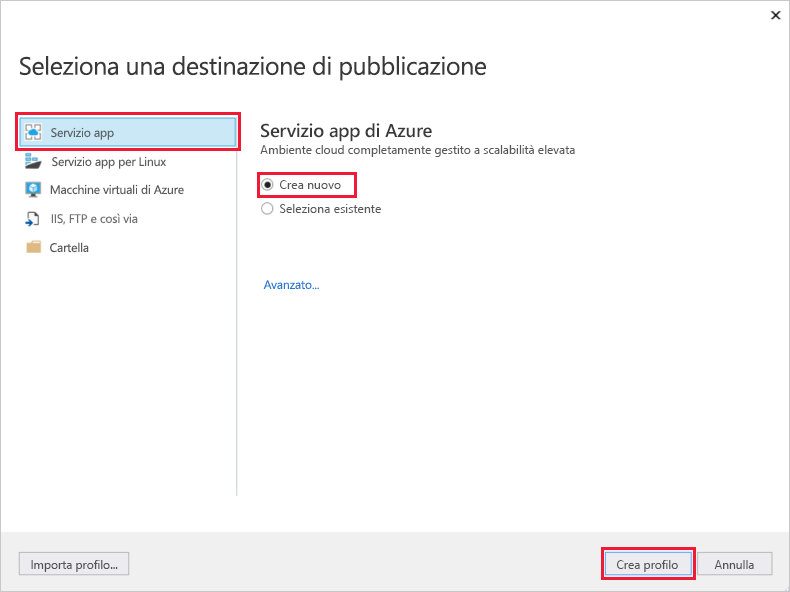 Seleziona una destinazione di pubblicazione
Servizio app
Servizio app per Linux
Macchine virtuali di Azure
IIS, FTP e così via
Cartella
Servizio app di Azure
Ambiente cloud completamente gestito a scalabilità elevata
Crea nuovo
Seleziona esistente
Avanzato...
Importa profilo...
Crea profilo
Annulla